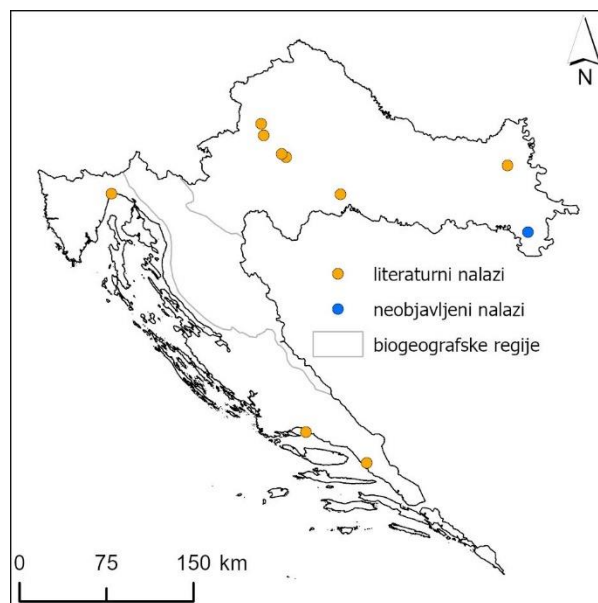 N
literaturni nalazi
neobjavljeni nalazi
biogeografske regije
0 75 150 km